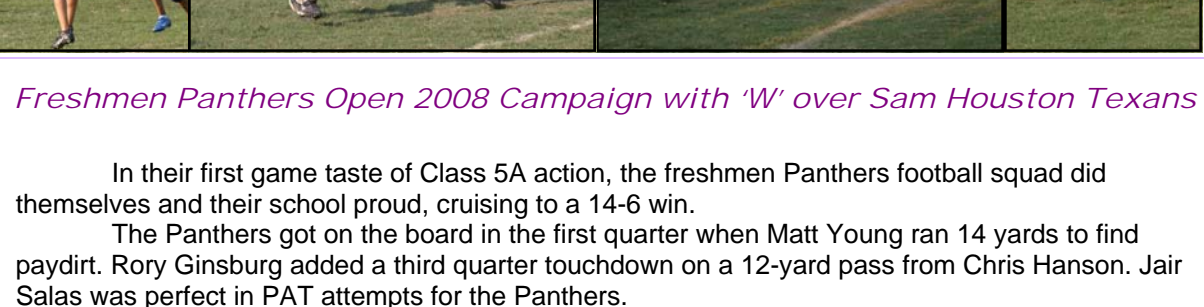 Freshmen Panthers Open 2008 Campaign with ‘W’ over Sam Houston Texans
In their first game taste of Class 5A action, the freshmen Panthers football squad did
themselves and their school proud, cruising to a 14-6 win.
The Panthers got on the board in the first quarter when Matt Young ran 14 yards to find
paydirt. Rory Ginsburg added a third quarter touchdown on a 12-yard pass from Chris Hanson. Jair
Salas was perfect in PAT attempts for the Panthers.